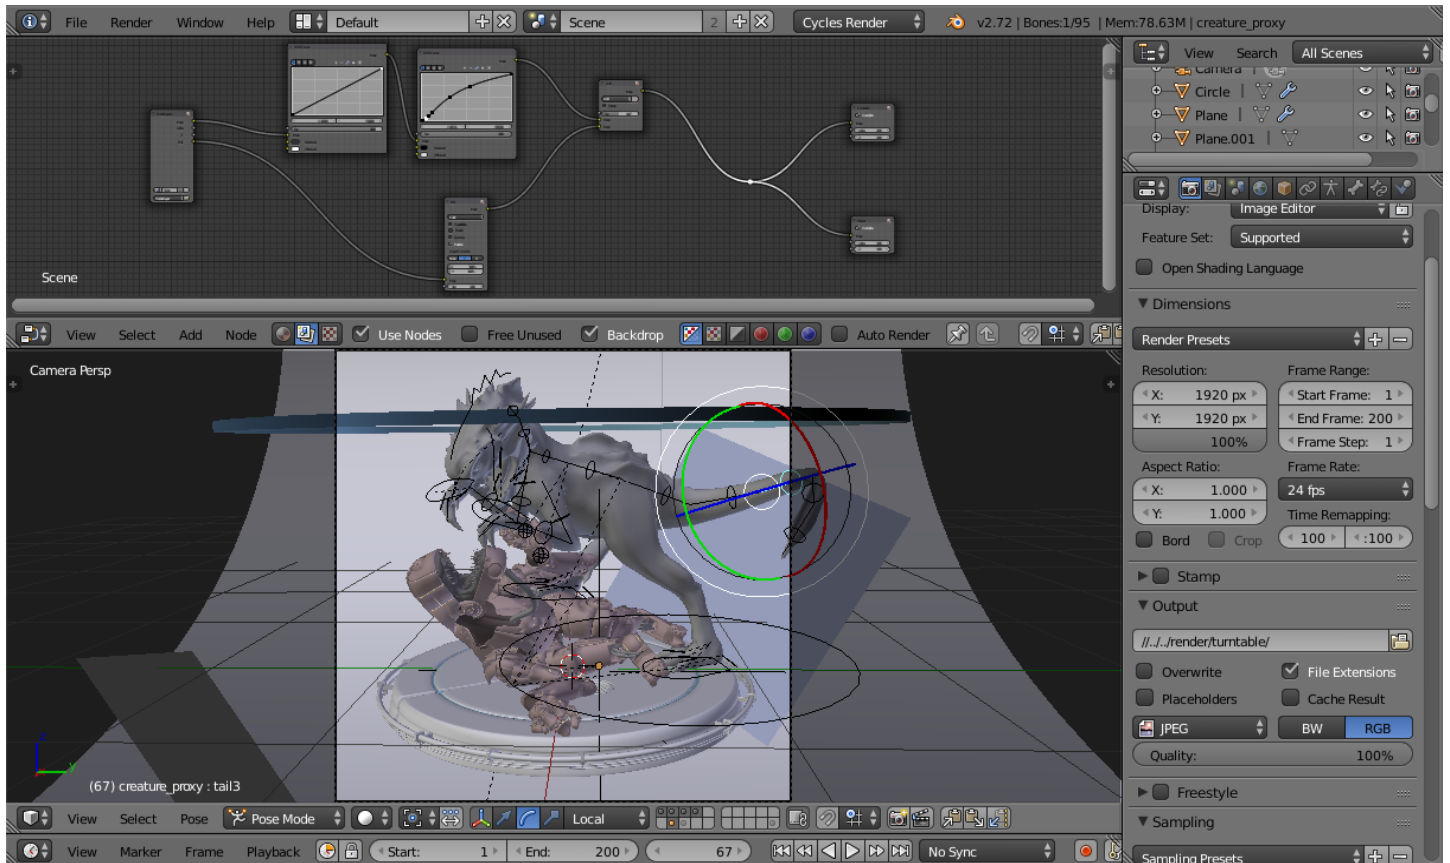 File Render Window Help Default Scene 2 Cycles Render v2.72 | Bones:1/95 | Mem:78.63M | creature_proxy
View Search All Scenes
Camera
Circle
Plane
Plane.001
Scene
View Select Add Node Use Nodes Free Unused Backdrop Auto Render
Camera Persp
(67) creature_proxy : tail3
View Select Pose Pose Mode Local
View Marker Frame Playback Start: 1 End: 200 67 No Sync
Display: Image Editor
Feature Set: Supported
Open Shading Language
Dimensions
Render Presets
Resolution: Frame Range:
X: 1920 px Start Frame: 1
Y: 1920 px End Frame: 200
100% Frame Step: 1
Aspect Ratio: Frame Rate:
X: 1.000 24 fps
Y: 1.000 Time Remapping:
Bord Crop 100 :100
Stamp
Output
//../../render/turntable/
Overwrite File Extensions
Placeholders Cache Result
JPEG BW RGB
Quality: 100%
Freestyle
Sampling
Sampling Presets